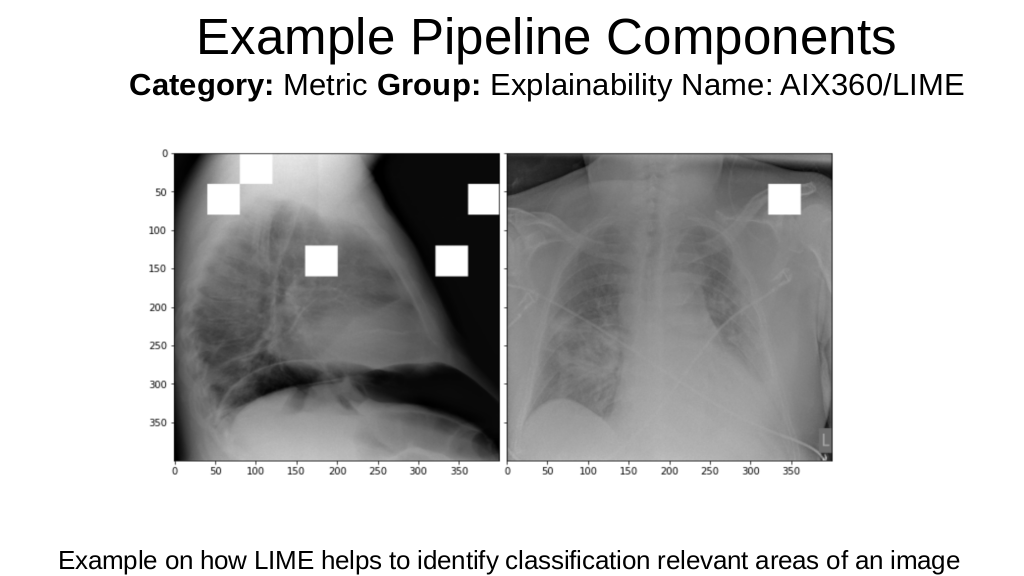 Example Pipeline Components
Category: Metric Group: Explainability Name: AIX360/LIME
0
50
100
150
200
250
300
350
0 50 100 150 200 250 300 350
0 50 100 150 200 250 300 350
L
Example on how LIME helps to identify classification relevant areas of an image